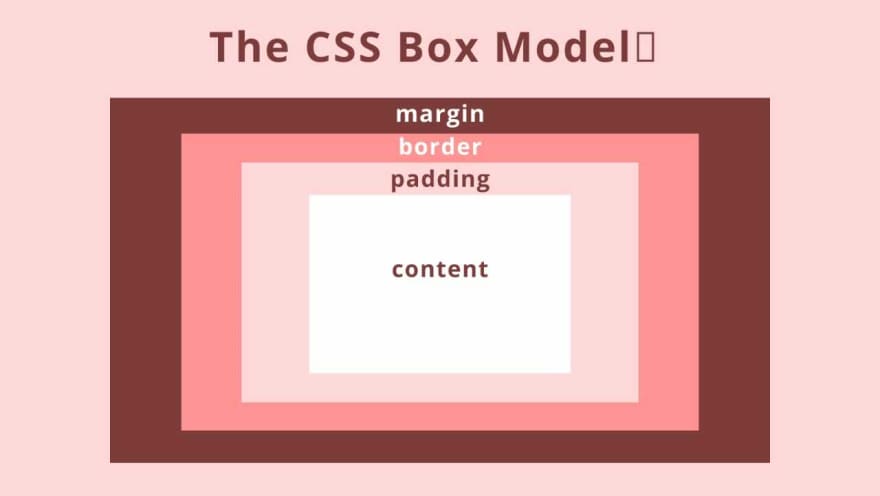 The CSS Box Model
margin
border
padding
content